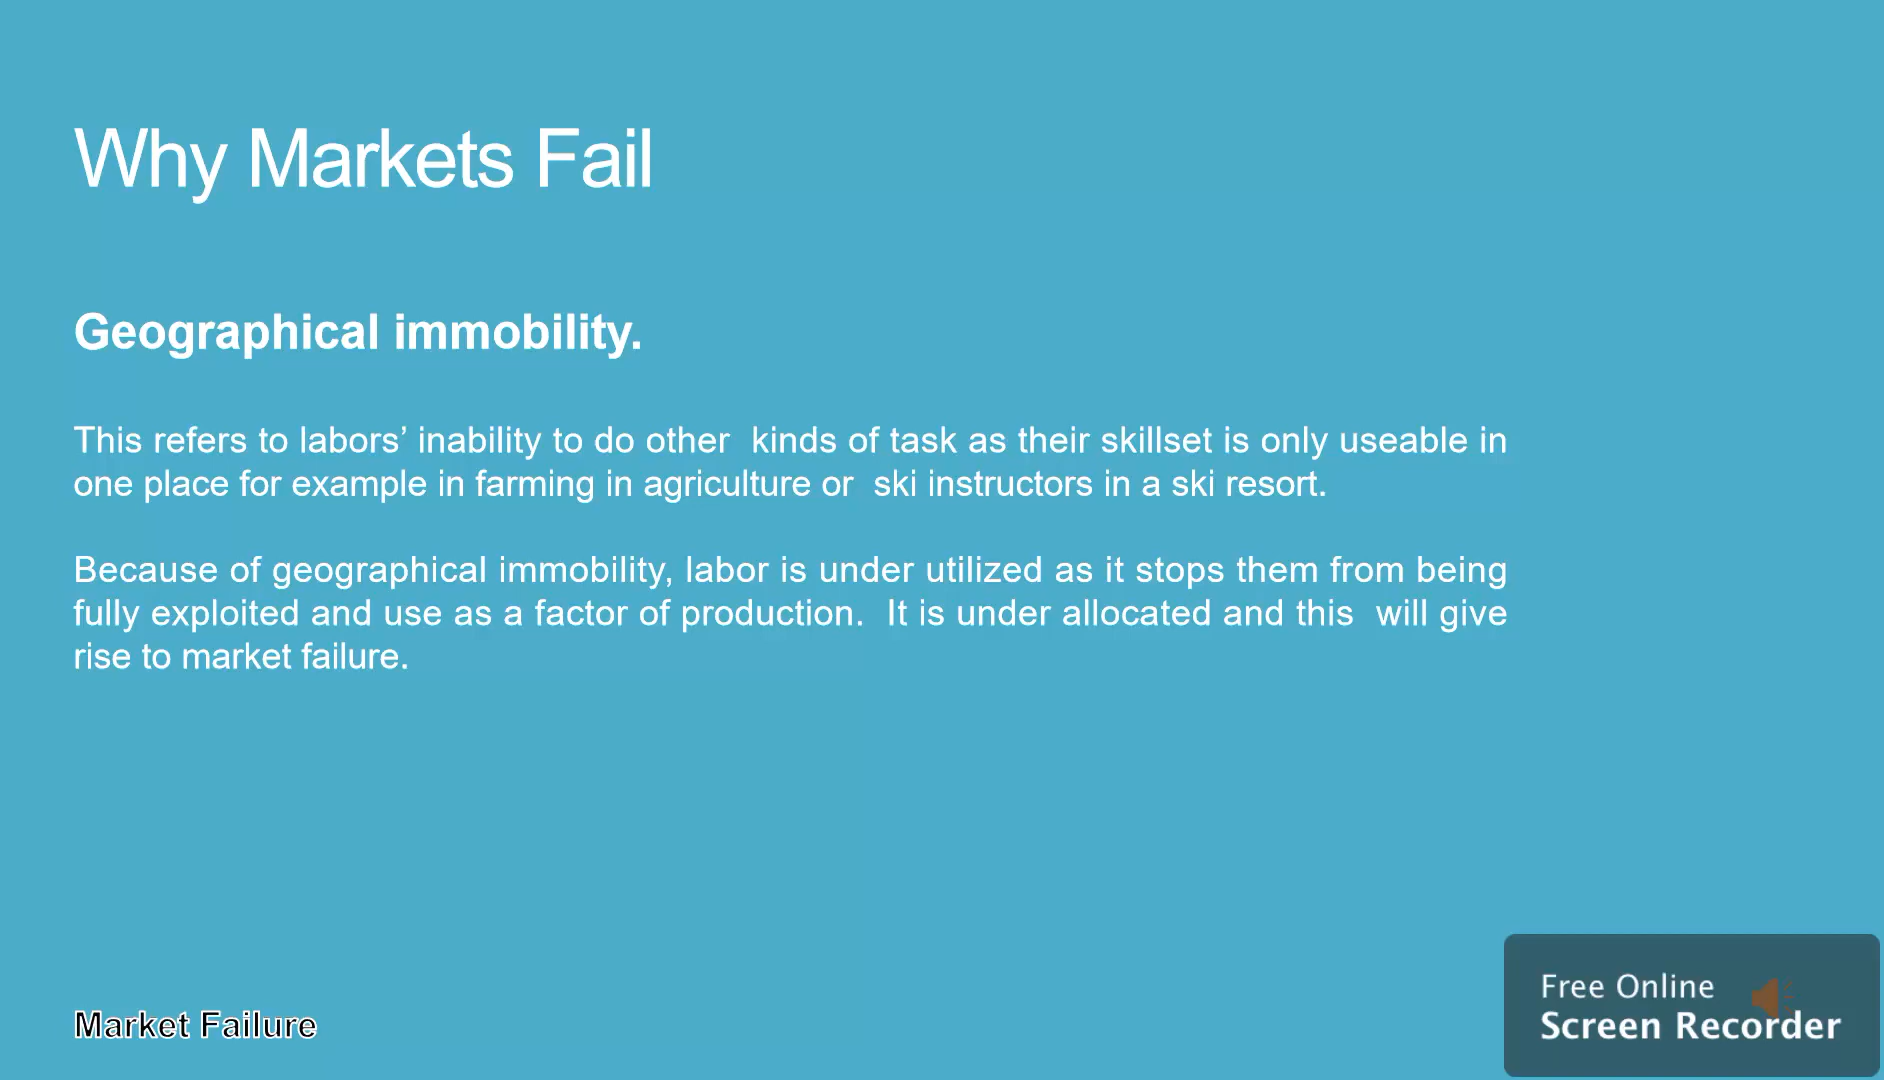 Why Markets Fail
Geographical immobility.
This refers to labors’ inability to do other  kinds of task as their skillset is only useable in
one place for example in farming in agriculture or  ski instructors in a ski resort.
Because of geographical immobility, labor is under utilized as it stops them from being
fully exploited and use as a factor of production.  It is under allocated and this  will give
rise to market failure.
Market Failure
Free Online
Screen Recorder